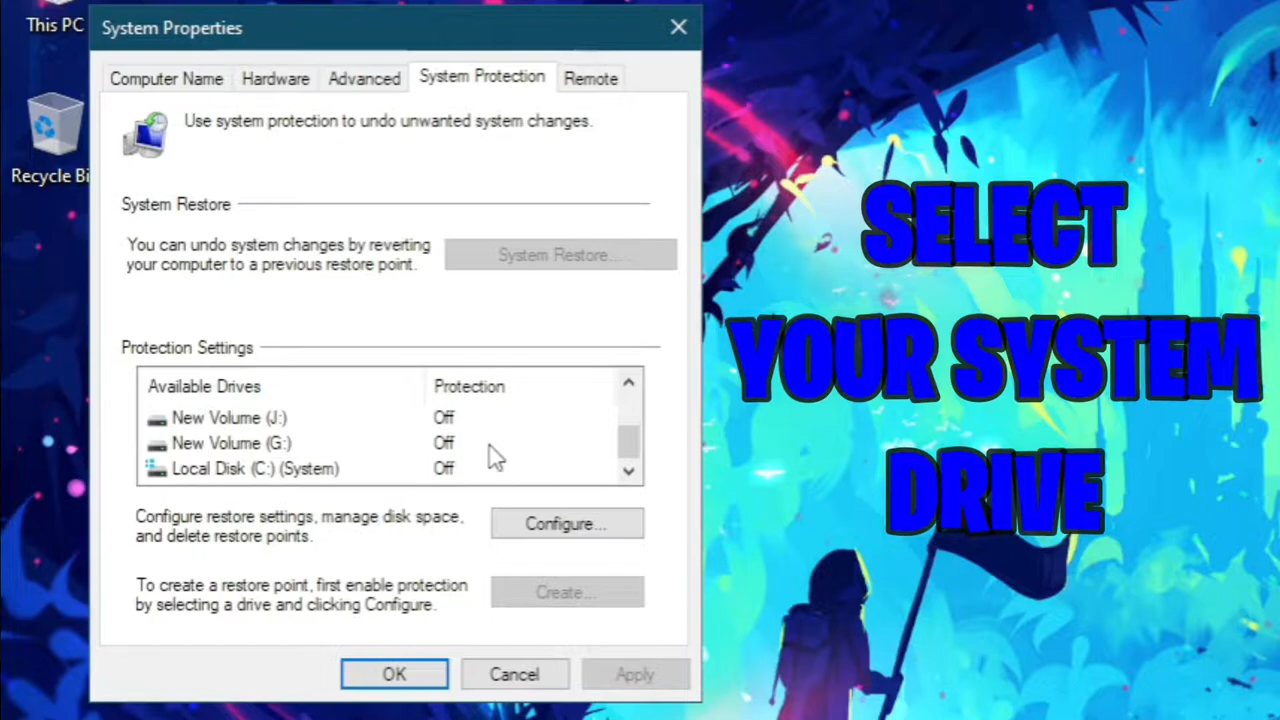 This PC
System Properties
Computer Name
Hardware
Advanced
System Protection
Remote
Use system protection to undo unwanted system changes.
Recycle Bi
System Restore
You can undo system changes by reverting
your computer to a previous restore point.
System Restore...
Protection Settings
Available Drives
Protection
New Volume (J:)
Off
New Volume (G:)
Off
Local Disk (C:) (System)
Off
Configure restore settings, manage disk space,
and delete restore points.
Configure...
To create a restore point, first enable protection
by selecting a drive and clicking Configure.
Create...
OK
Cancel
Apply
SELECT
YOUR SYSTEM
DRIVE